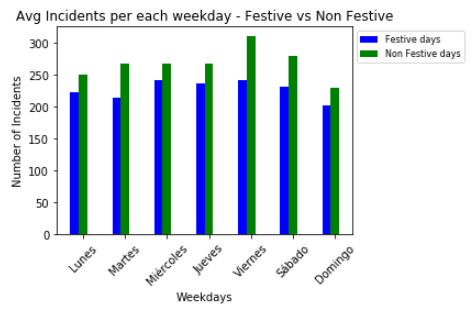 Avg Incidents per each weekday - Festive vs Non Festive
Festive days
Non Festive days
Number of Incidents
300
250
200
150
100
50
0
Lunes
Martes
Miércoles
Jueves
Viernes
Sábado
Domingo
Weekdays